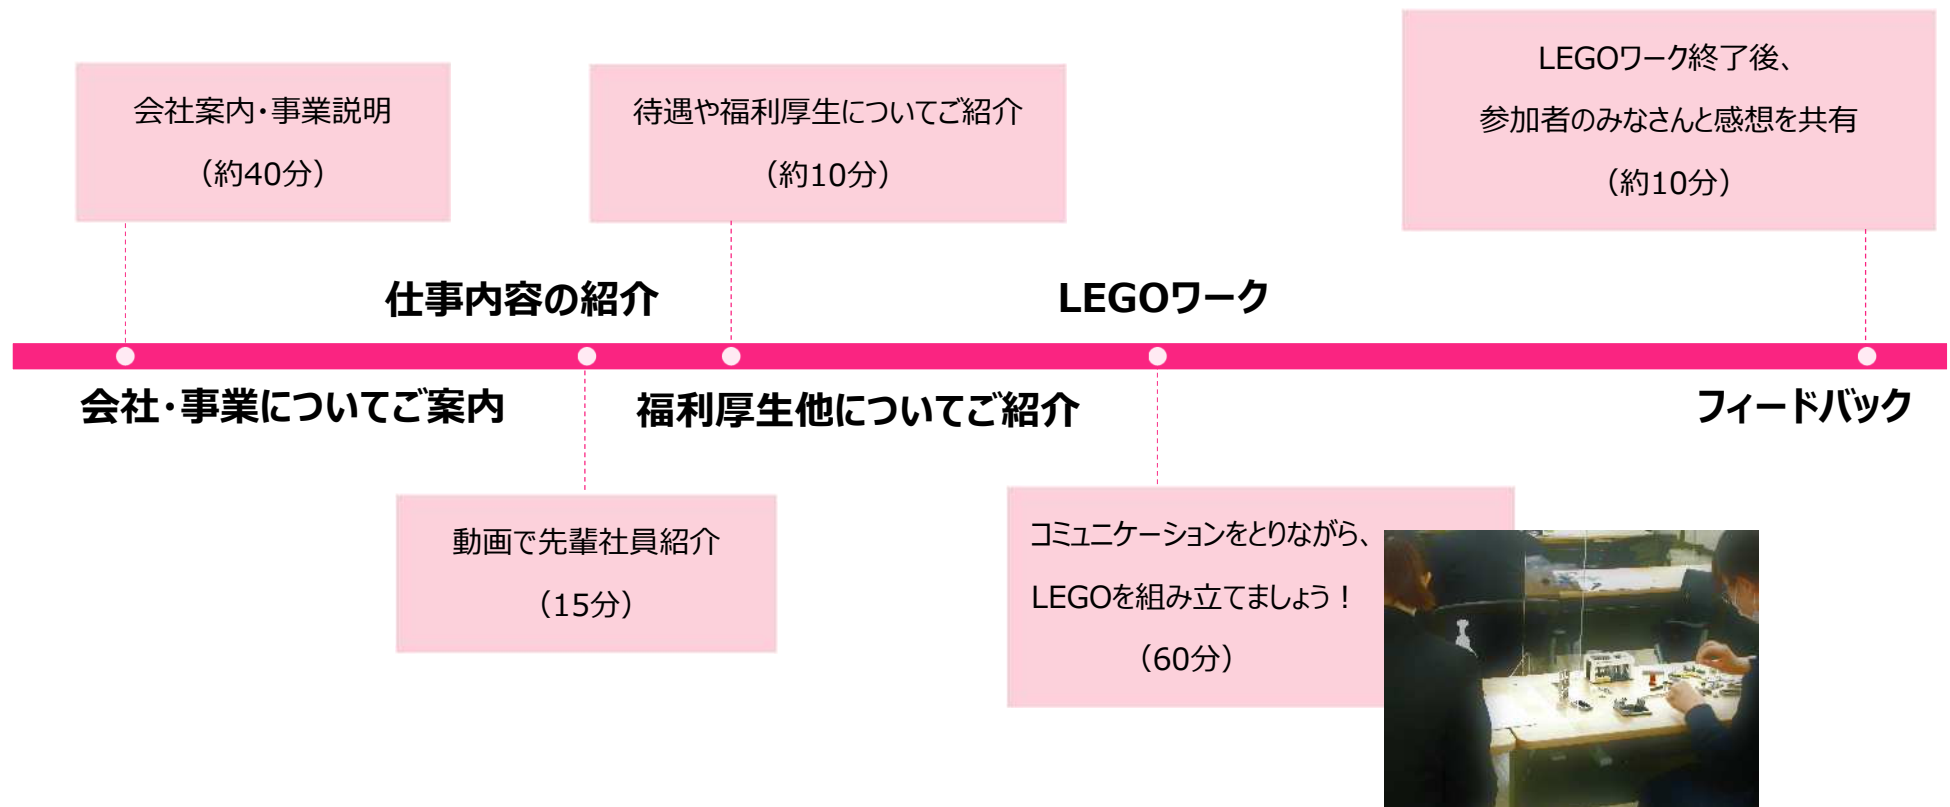 会社案内・事業説明
（約40分）
待遇や福利厚生についてご紹介
（約10分）
LEGOワーク終了後、
参加者のみなさんと感想を共有
（約10分）
仕事内容の紹介
LEGOワーク
会社・事業についてご案内
福利厚生他についてご紹介
フィードバック
動画で先輩社員紹介
（15分）
コミュニケーションをとりながら、
LEGOを組み立てましょう！
（60分）